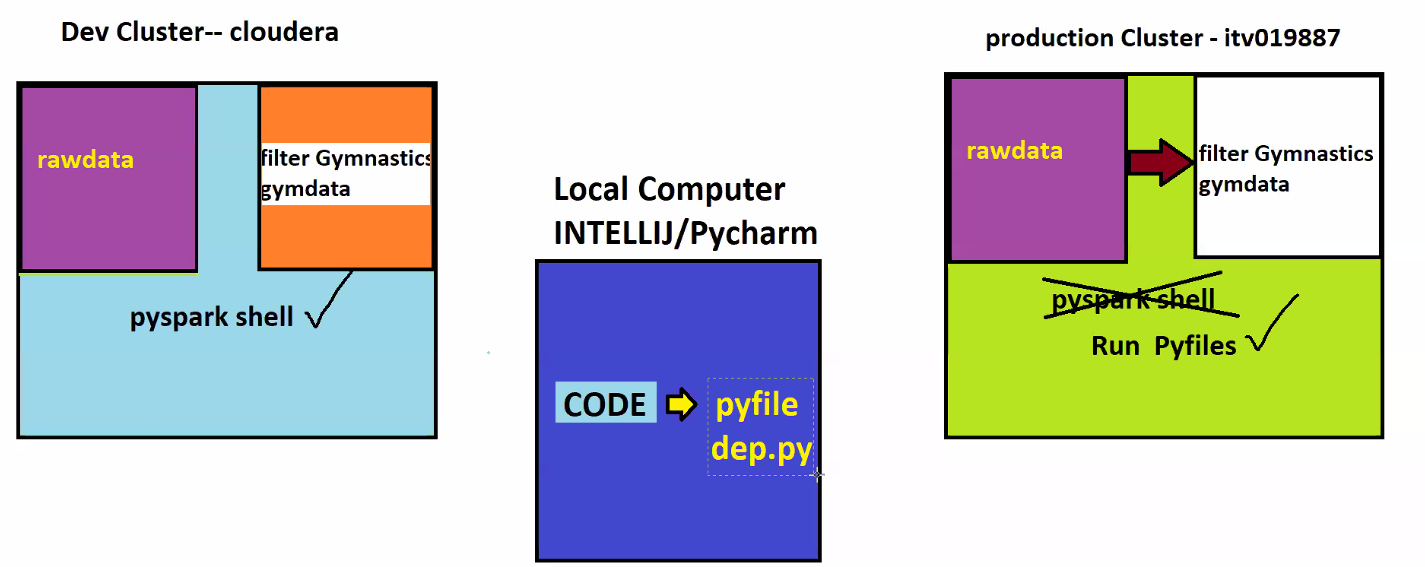 Dev Cluster-- cloudera
rawdata
filter Gymnastics
gymdata
pyspark shell
Local Computer
INTELLIJ/Pycharm
CODE
pyfile
dep.py
production Cluster - itv019887
rawdata
filter Gymnastics
gymdata
pyspark shell
Run Pyfiles